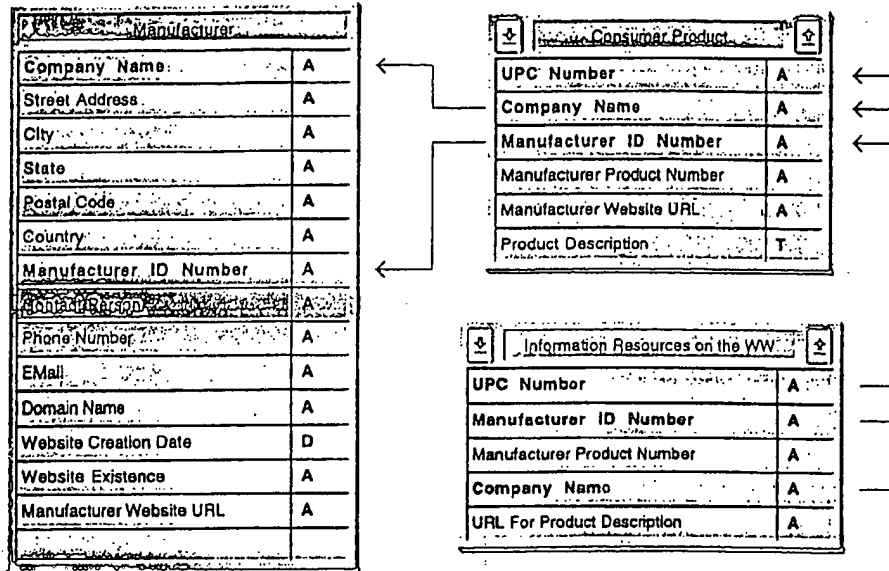 Manufacturer
Company Name A
Street Address A
City A
State A
Postal Code A
Country A
Manufacturer ID Number A
Contact Person A
Phone Number A
EMail A
Domain Name A
Website Creation Date D
Website Existence A
Manufacturer Website URL A
Consumer Product
UPC Number A
Company Name A
Manufacturer ID Number A
Manufacturer Product Number A
Manufacturer Website URL A
Product Description T
Information Resources on the WW
UPC Number A
Manufacturer ID Number A
Manufacturer Product Number A
Company Name A
URL For Product Description A